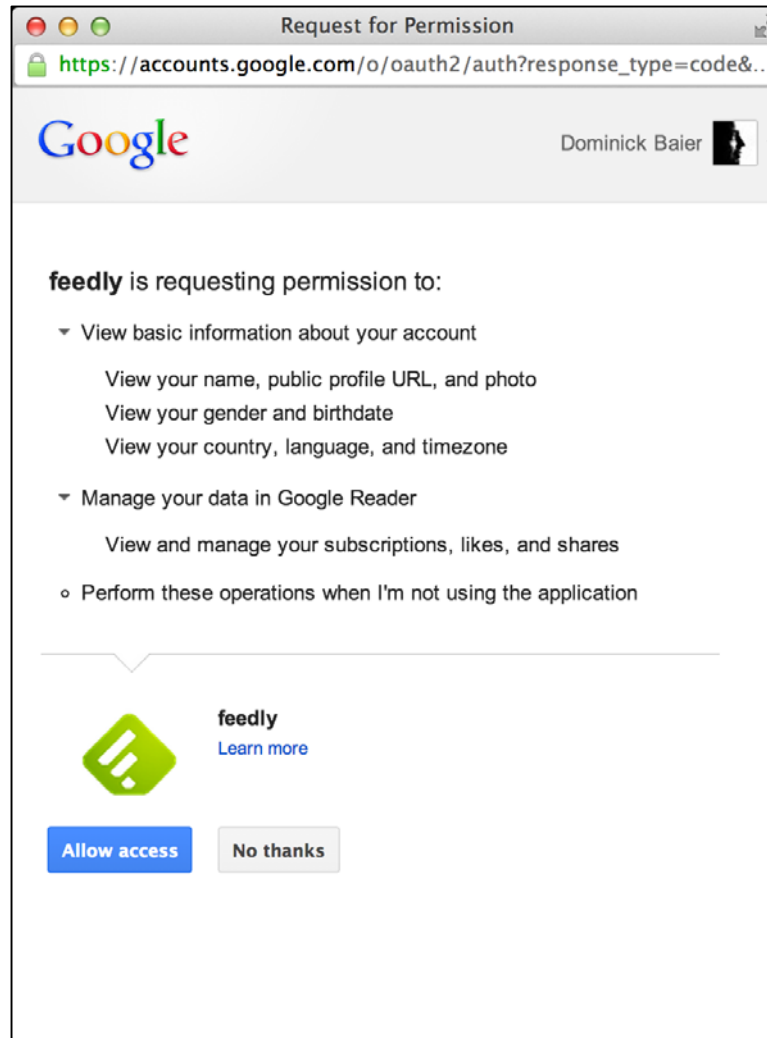 Request for Permission
https://accounts.google.com/o/oauth2/auth?response_type=code&...
Google
Dominick Baier
feedly is requesting permission to:
View basic information about your account
View your name, public profile URL, and photo
View your gender and birthdate
View your country, language, and timezone
Manage your data in Google Reader
View and manage your subscriptions, likes, and shares
Perform these operations when I'm not using the application
feedly
Learn more
Allow access
No thanks